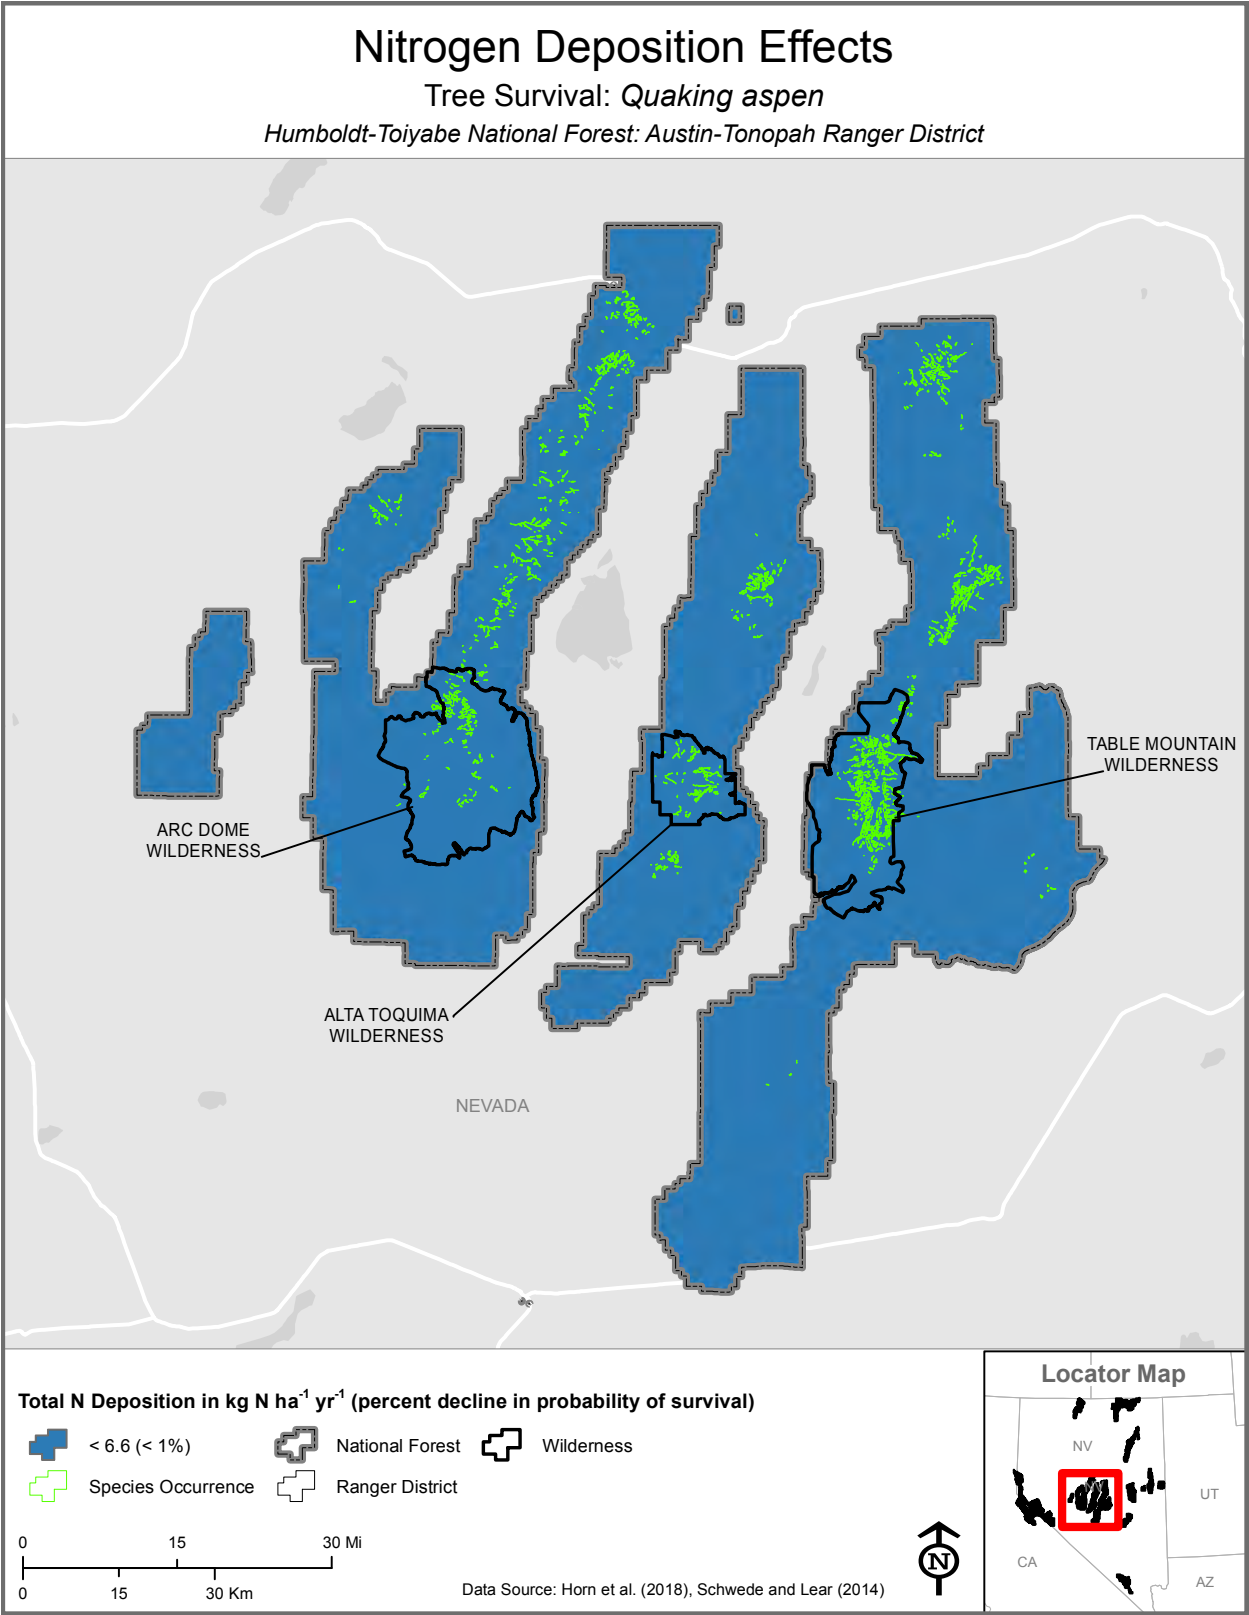 Nitrogen Deposition Effects
Tree Survival: Quaking aspen
Humboldt-Toiyabe National Forest: Austin-Tonopah Ranger District
TABLE MOUNTAIN
WILDERNESS
ARC DOME
WILDERNESS
ALTA TOQUIMA
WILDERNESS
NEVADA
Total N Deposition in kg N ha⁻¹ yr⁻¹ (percent decline in probability of survival)
< 6.6 (< 1%)
National Forest
Wilderness
Species Occurrence
Ranger District
0 15 30 Mi
0 15 30 Km
Data Source: Horn et al. (2018), Schwede and Lear (2014)
N
Locator Map
NV
NV
UT
CA
AZ